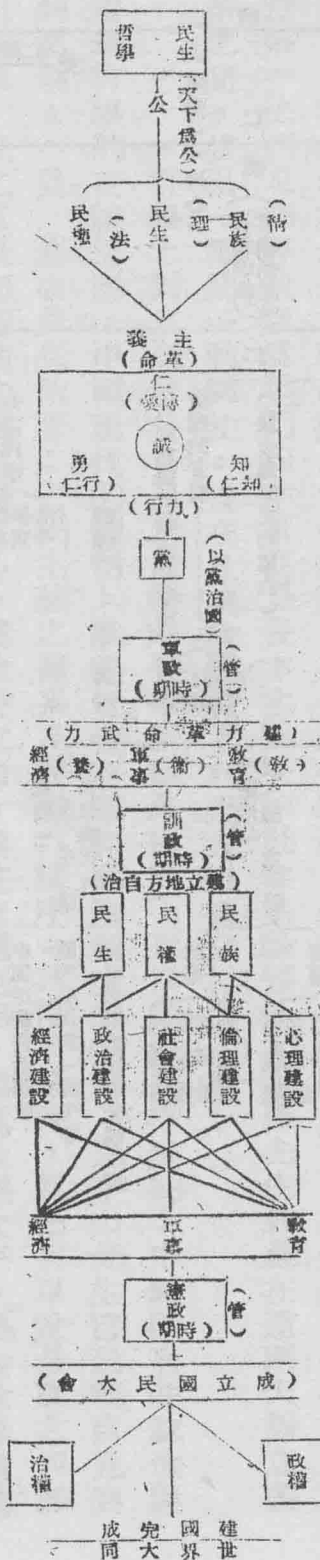 民生
哲學
（天下為公）
公
（情）
民族
（理）
民生
（法）
民權
主義
（革命）
仁
（博愛）
誠
知
（知仁）
勇
（行仁）
（力行）
黨
（以黨治國）
軍政
（時期）
（管）
（建力革命武力）
教育（教）
軍事（衛）
經濟（養）
訓政
（時期）
（管）
（建立地方自治）
民族
民權
民生
心理建設
倫理建設
社會建設
政治建設
經濟建設
教育
軍事
經濟
憲政
（時期）
（管）
（成立國民大會）
政權
治權
建國完成
世界大同